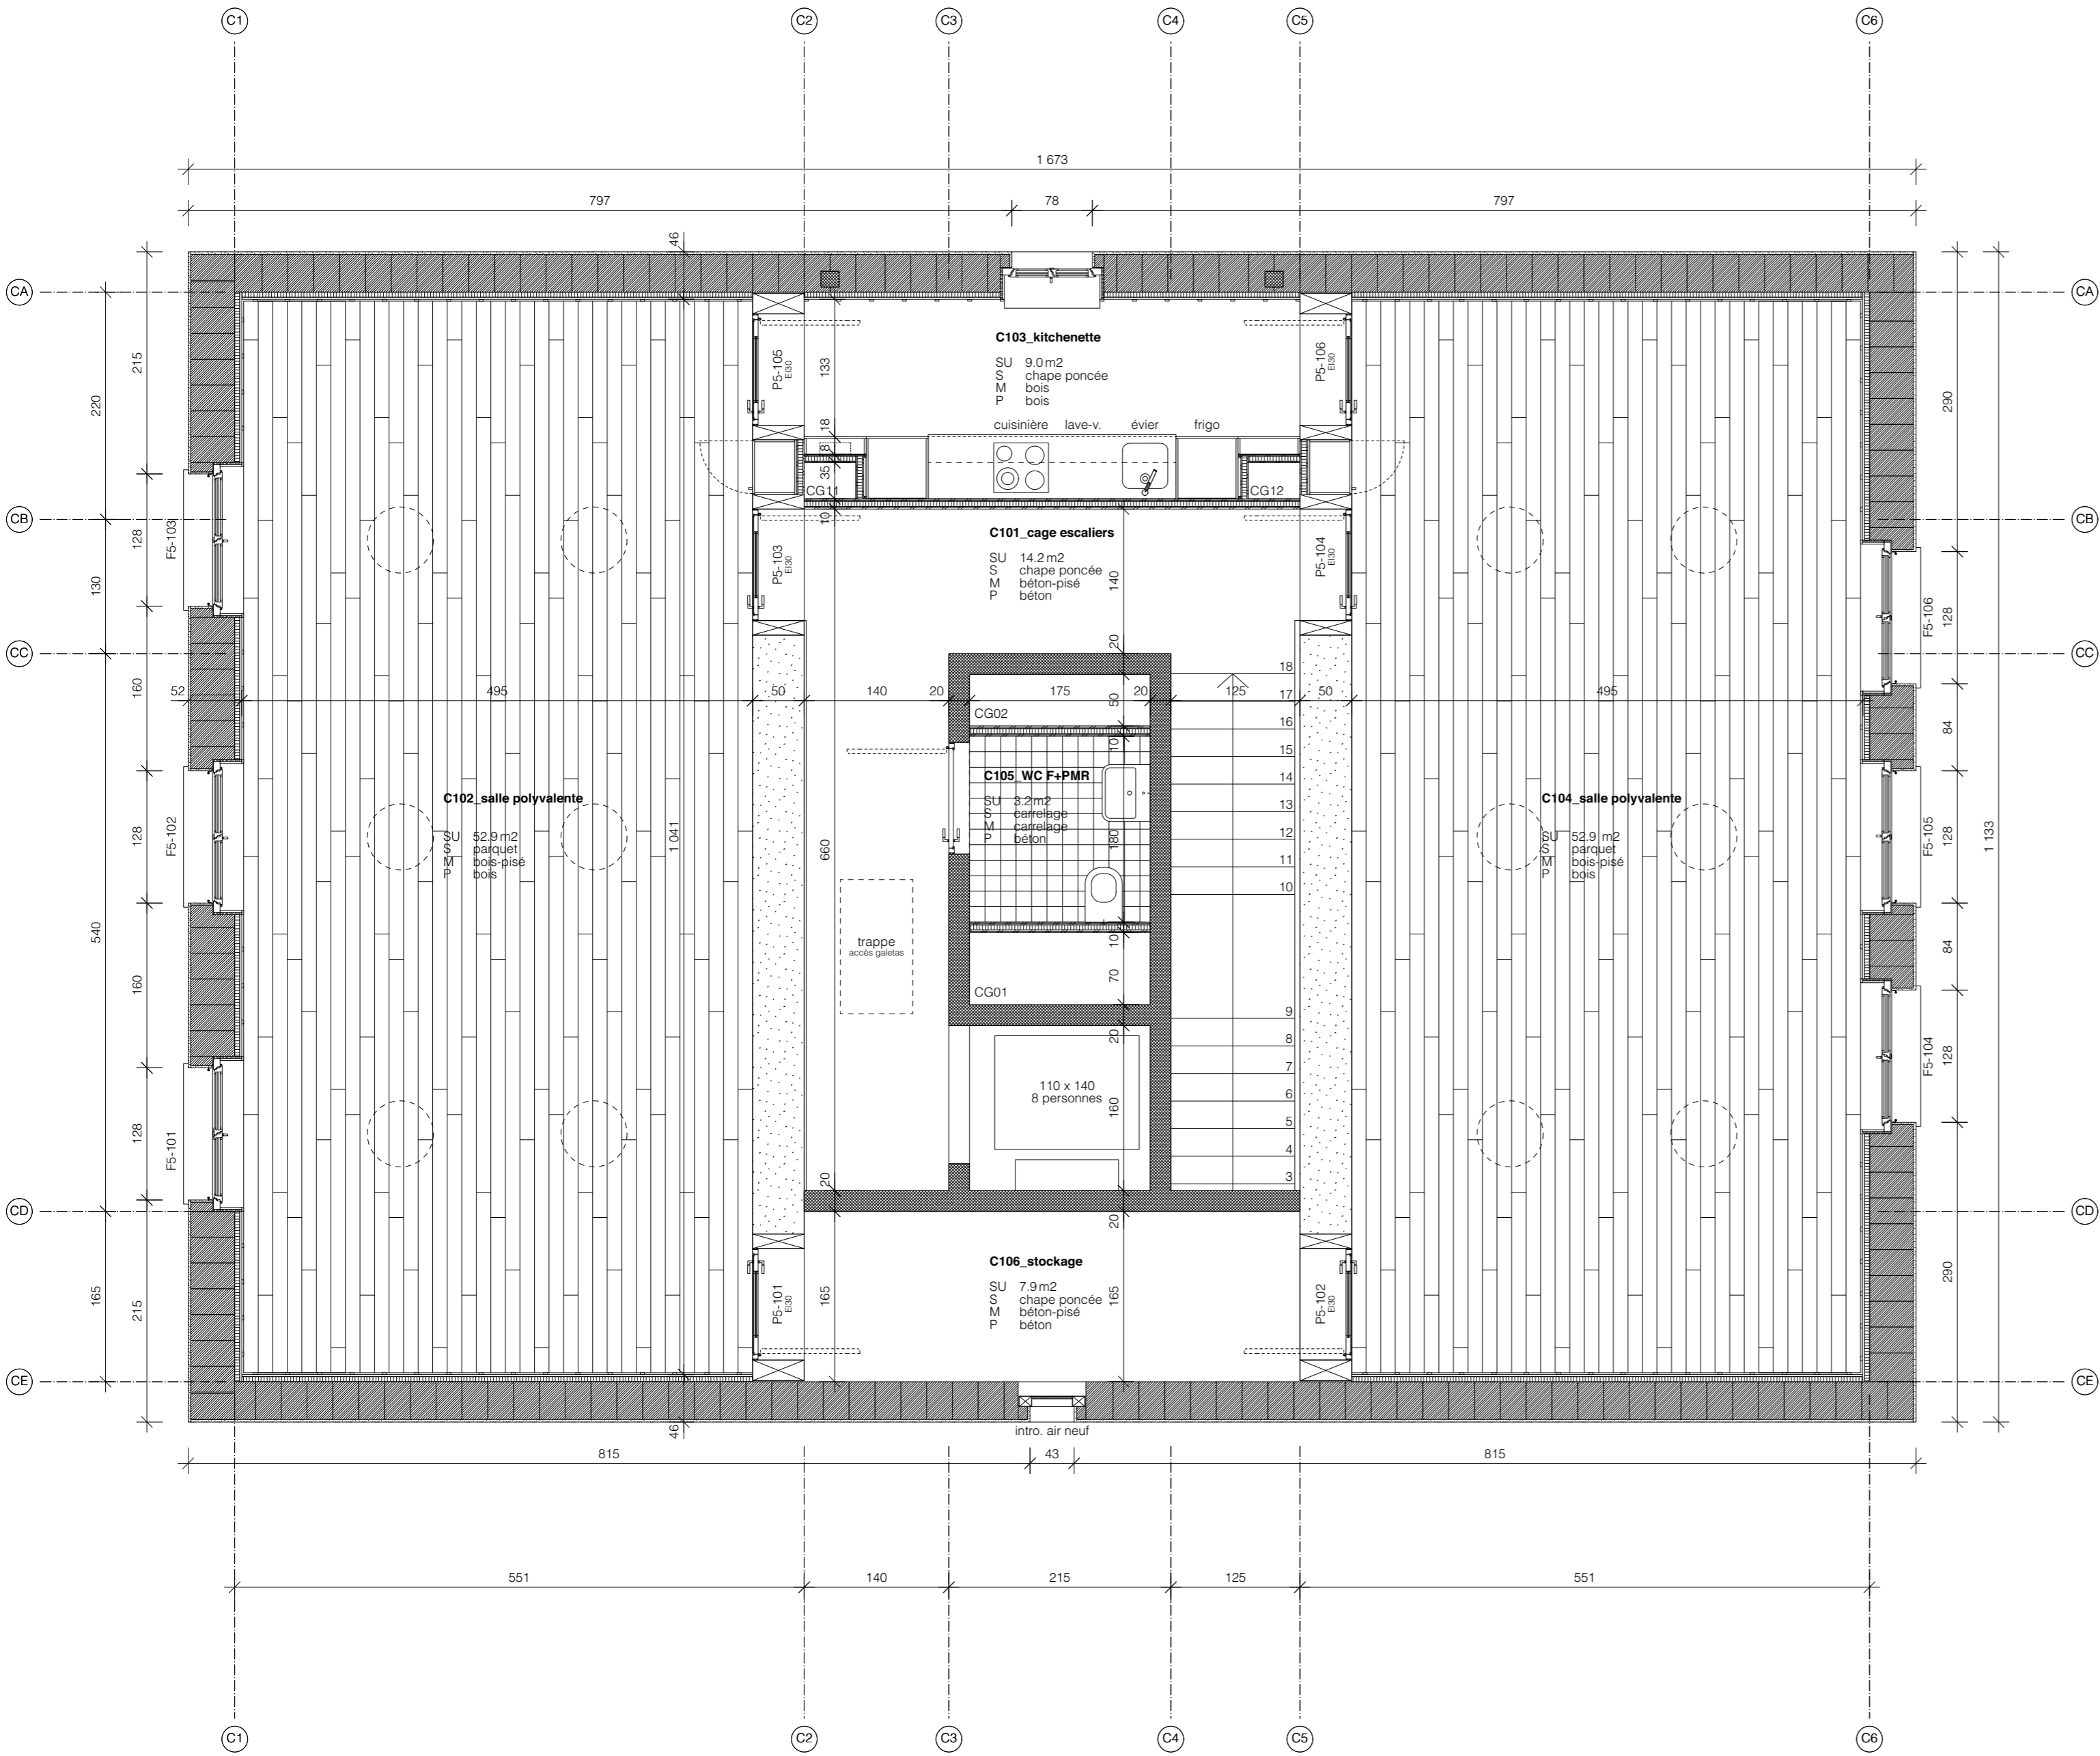 C1 C2 C3 C4 C5 C6
1 673
797 78 797
46
CA CA
C103_kitchenette
SU 9.0 m2
S chape poncée
M bois
P bois
P5-105
EI30
133
P5-106
EI30
215
220
290
cuisinière lave-v. évier frigo
18
8
35
CG11 CG12
10
CB CB
F5-103
128
130
C101_cage escaliers
SU 14.2 m2
S chape poncée
M béton-pisé
P béton
P5-103
EI30
P5-104
EI30
140
F5-106
128
20
CC CC
18
52 495 50 140 20 175 20 125 17 50 495
160
50
CG02
84
16
10
15
C105_WC F+PMR
SU 3.2 m2
S carrelage
M carrelage
P béton
180
14
13
12
11
10
C102_salle polyvalente
SU 52.9 m2
S parquet
M bois-pisé
P bois
1 041
660
C104_salle polyvalente
SU 52.9 m2
S parquet
M bois-pisé
P bois
F5-102
128
F5-105
128
1 133
540
trappe
accès galetas
10
70
CG01
160
84
9
20
8
7
6
5
4
3
110 x 140
8 personnes
160
F5-101
128
F5-104
128
20
CD CD
20
C106_stockage
SU 7.9 m2
S chape poncée
M béton-pisé
P béton
P5-101
EI30
165
165
P5-102
EI30
165
215
290
CE CE
46
intro. air neuf
815 43 815
551 140 215 125 551
C1 C2 C3 C4 C5 C6